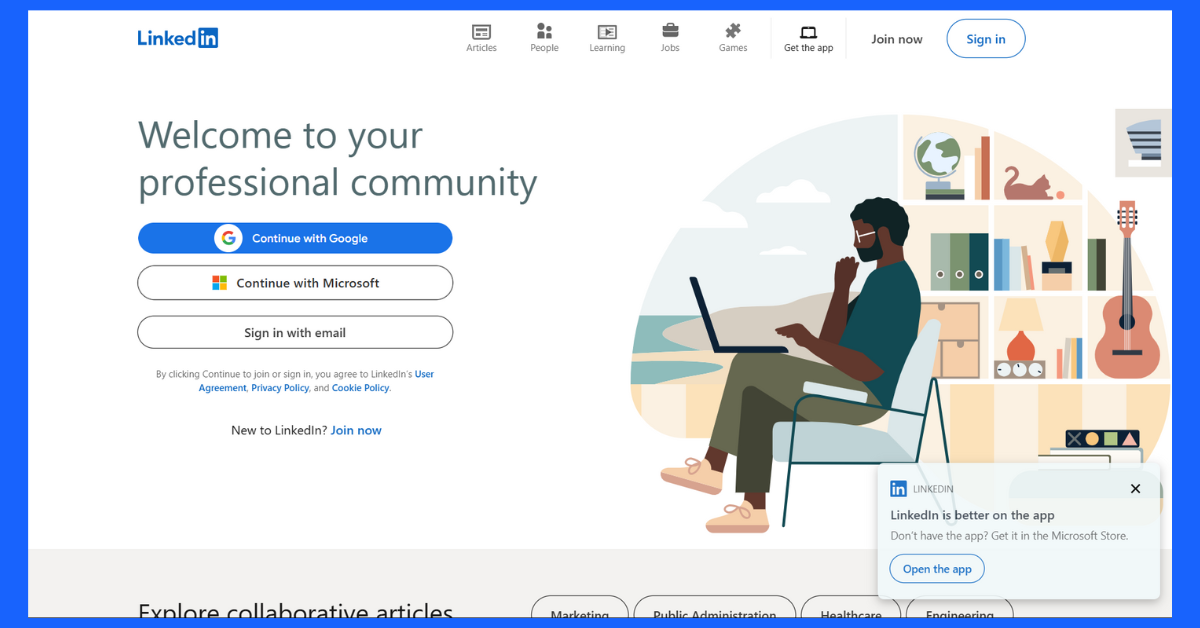 LinkedIn
Articles
People
Learning
Jobs
Games
Get the app
Join now
Sign in
Welcome to your
professional community
Continue with Google
Continue with Microsoft
Sign in with email
By clicking Continue to join or sign in, you agree to LinkedIn's User
Agreement, Privacy Policy, and Cookie Policy.
New to LinkedIn? Join now
in LINKEDIN
LinkedIn is better on the app
Don't have the app? Get it in the Microsoft Store.
Open the app
Explore collaborative articles
Marketing
Public Administration
Healthcare
Engineering